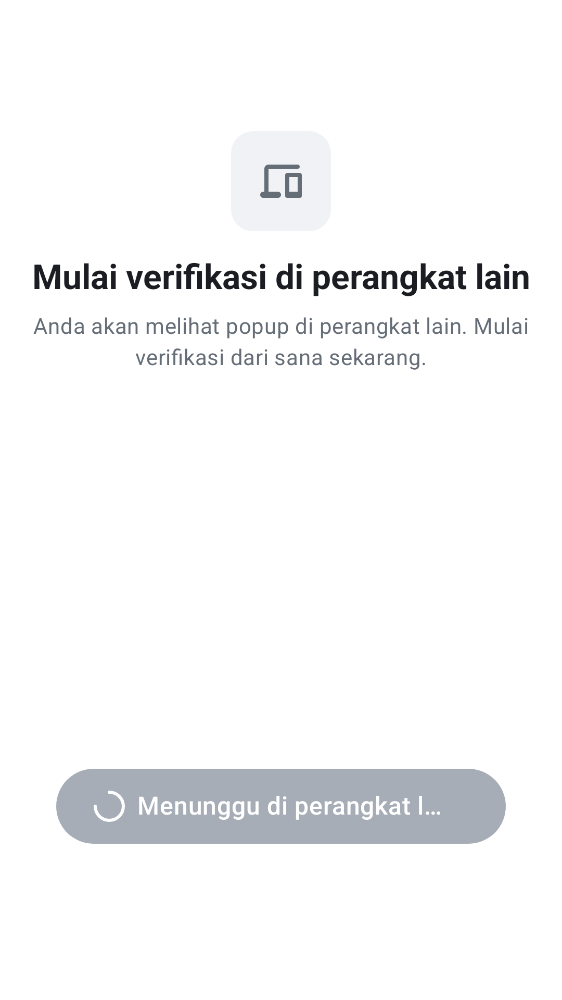 Mulai verifikasi di perangkat lain
Anda akan melihat popup di perangkat lain. Mulai
verifikasi dari sana sekarang.
Menunggu di perangkat l...